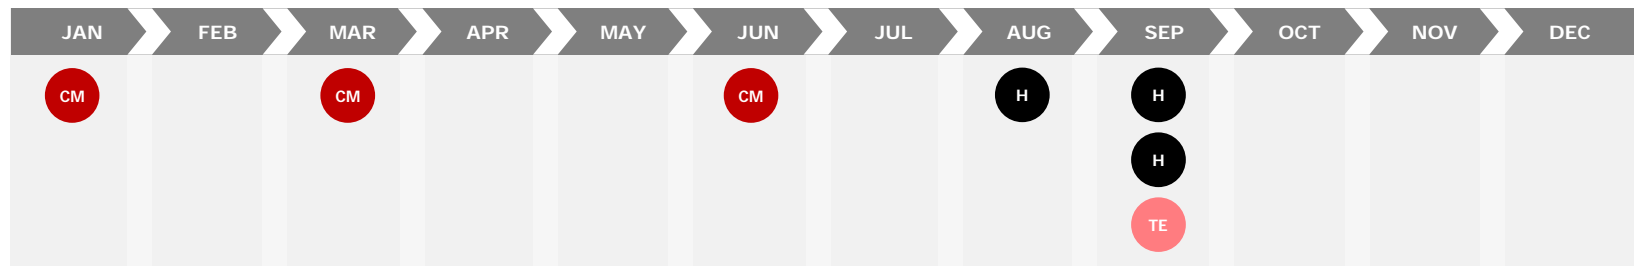 JAN FEB MAR APR MAY JUN JUL AUG SEP OCT NOV DEC
CM CM CM H H
H
TE